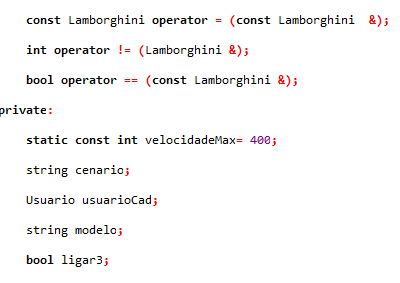 const Lamborghini operator = (const Lamborghini  &);
int operator != (Lamborghini &);
bool operator == (const Lamborghini &);
private:
static const int velocidadeMax= 400;
string cenario;
Usuario usuarioCad;
string modelo;
bool ligar3;